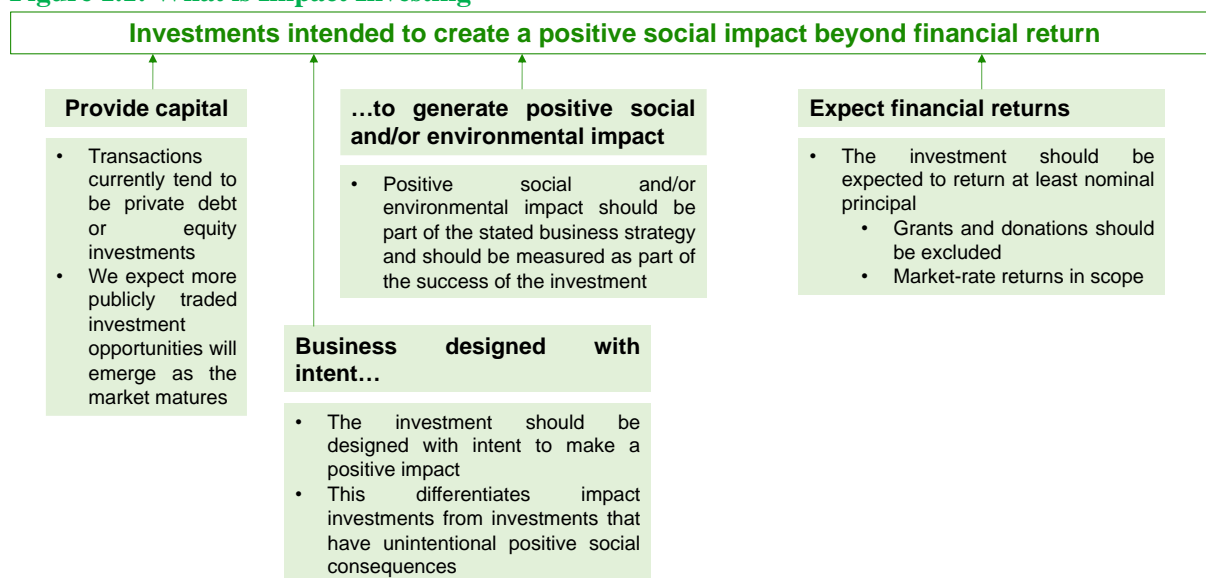 Investments intended to create a positive social impact beyond financial return
Provide capital
• Transactions
currently tend to
be private debt
or equity
investments
• We expect more
publicly traded
investment
opportunities will
emerge as the
market matures
Business designed with
intent…
• The investment should be
designed with intent to make a
positive impact
• This differentiates impact
investments from investments that
have unintentional positive social
consequences
…to generate positive social
and/or environmental impact
• Positive social and/or
environmental impact should be
part of the stated business strategy
and should be measured as part of
the success of the investment
Expect financial returns
• The investment should be
expected to return at least nominal
principal
• Grants and donations should
be excluded
• Market-rate returns in scope